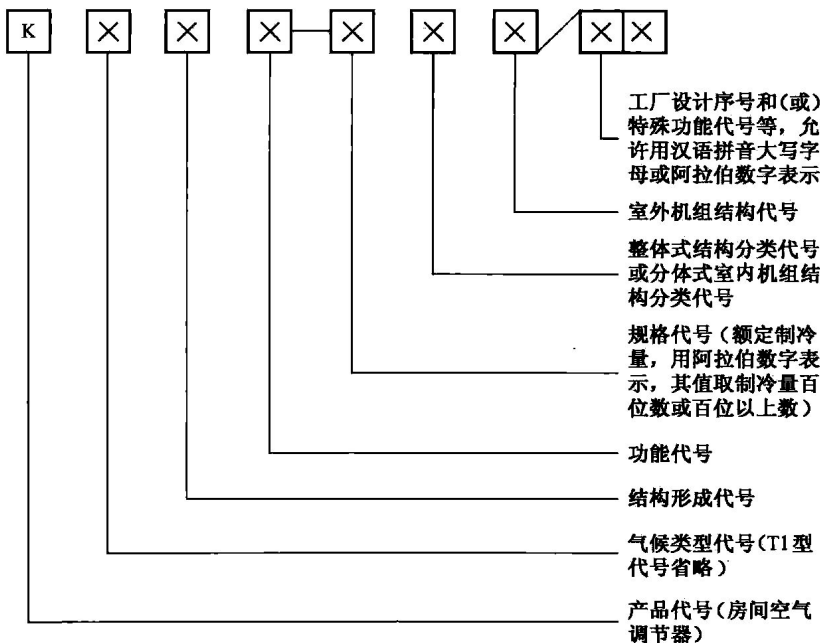 K × × × × × × × ×
工厂设计序号和(或)
特殊功能代号等，允
许用汉语拼音大写字
母或阿拉伯数字表示
室外机组结构代号
整体式结构分类代号
或分体式室内机组结
构分类代号
规格代号（额定制冷
量，用阿拉伯数字表
示，其值取制冷量百
位数或百位以上数）
功能代号
结构形成代号
气候类型代号(T1型
代号省略）
产品代号(房间空气
调节器)